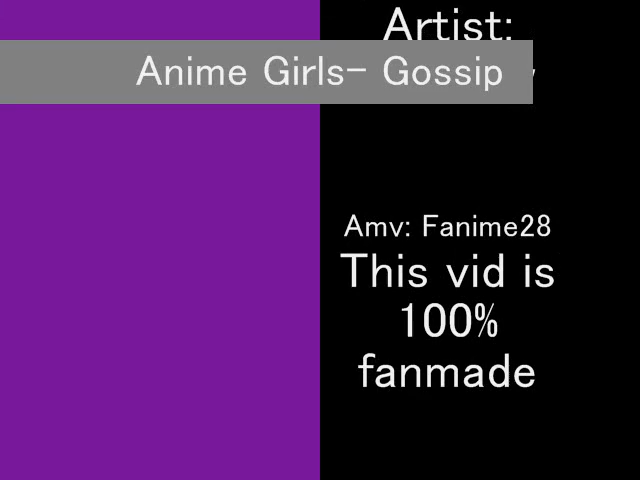 Artist:
Anime Girls- Gossip
Amv: Fanime28
This vid is
100%
fanmade